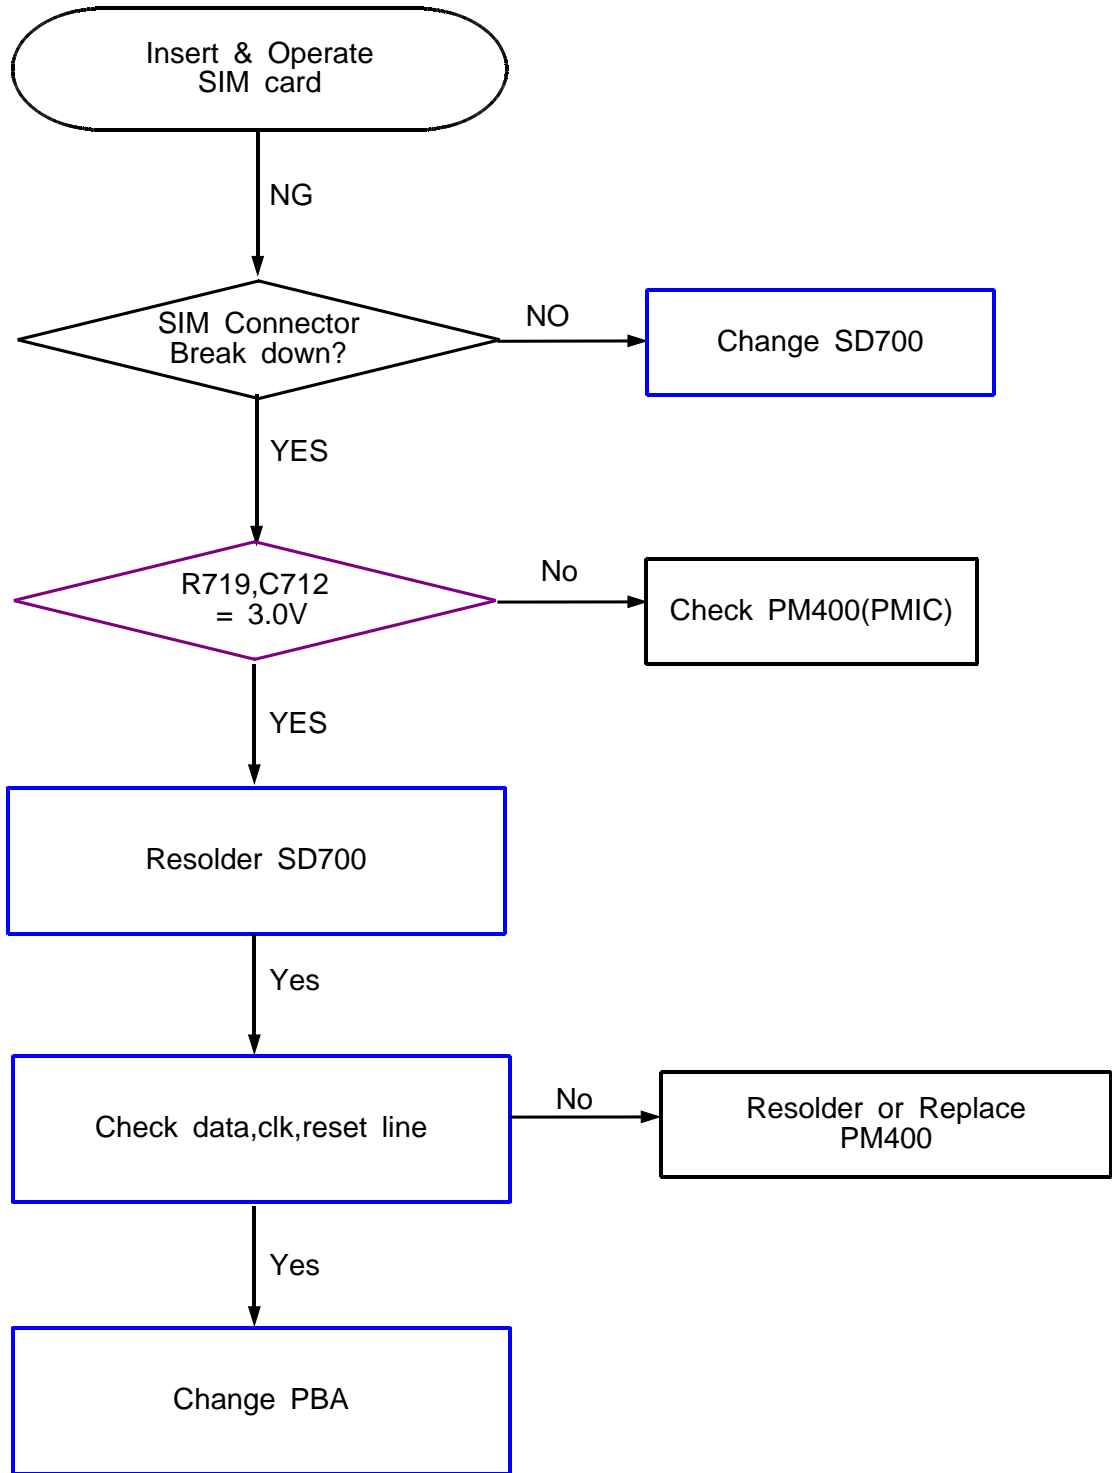 Insert & Operate
SIM card
NG
SIM Connector
Break down?
NO
Change SD700
YES
R719,C712
= 3.0V
No
Check PM400(PMIC)
YES
Resolder SD700
Yes
Check data,clk,reset line
No
Resolder or Replace
PM400
Yes
Change PBA